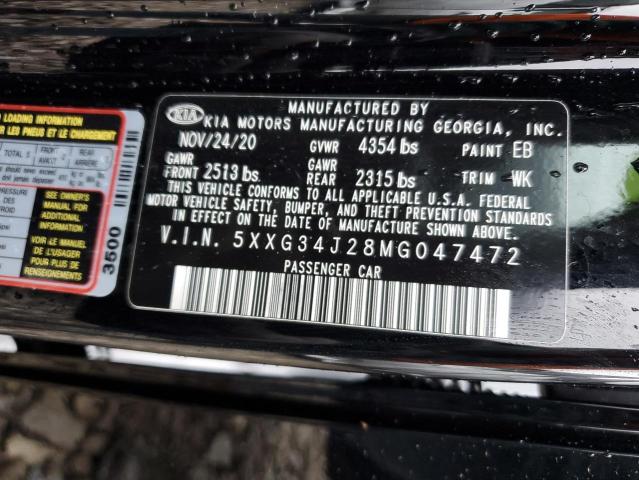 MANUFACTURED BY
KIA KIA MOTORS MANUFACTURING GEORGIA, INC.
NOV/24/20 GVWR 4354 lbs PAINT EB
GAWR GAWR
FRONT 2513 lbs REAR 2315 lbs TRIM WK
THIS VEHICLE CONFORMS TO ALL APPLICABLE U.S.A. FEDERAL
MOTOR VEHICLE SAFETY, BUMPER, AND THEFT PREVENTION STANDARDS
IN EFFECT ON THE DATE OF MANUFACTURE SHOWN ABOVE.
V.I.N. 5XXG34J28MG047472
PASSENGER CAR
LOADING INFORMATION
LES PNEUS ET LE CHARGEMENT
TOTAL 5 FRONT 2 REAR
AVANT ARRIERE
SEE OWNER'S
MANUAL FOR
ADDITIONAL
INFORMATION
VOIR LE MANUEL
DE L'USAGER
POUR PLUS DE
RENSEIGNEMENTS
3500